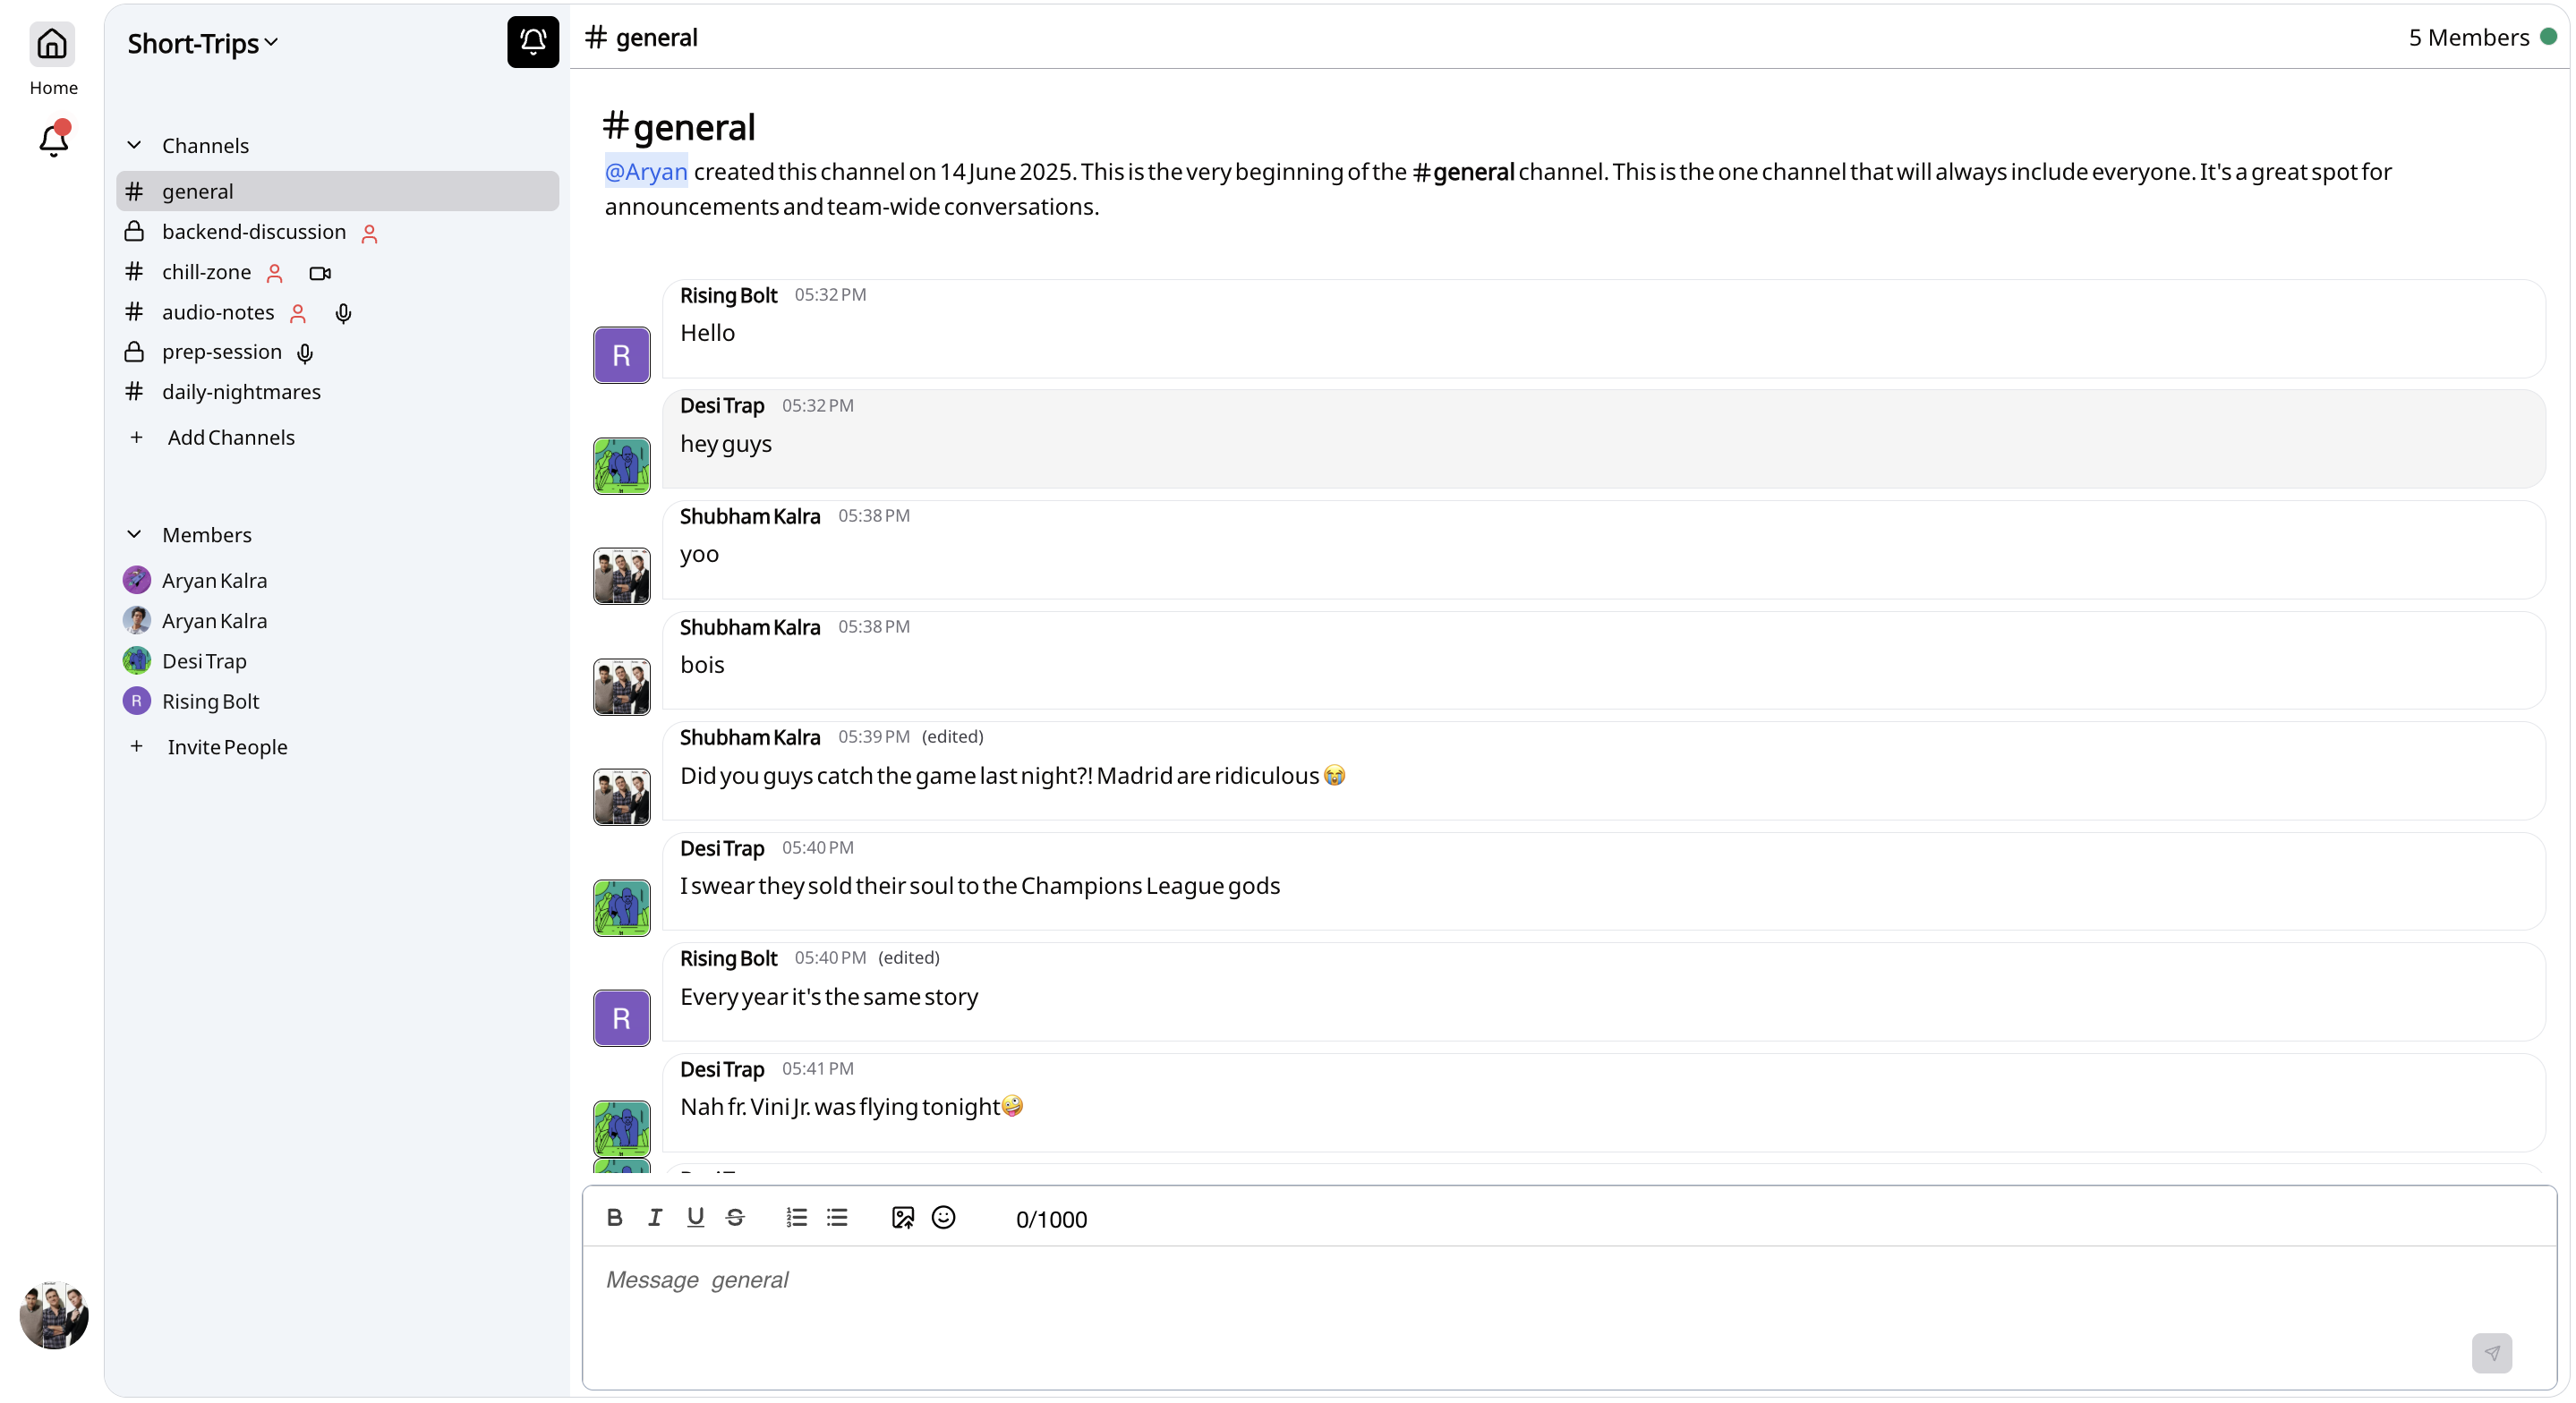 Home
Short-Trips
Channels
general
backend-discussion
chill-zone
audio-notes
prep-session
daily-nightmares
+ Add Channels
Members
Aryan Kalra
Aryan Kalra
Desi Trap
R Rising Bolt
+ Invite People
# general
5 Members
#general
@Aryan created this channel on 14 June 2025. This is the very beginning of the #general channel. This is the one channel that will always include everyone. It's a great spot for
announcements and team-wide conversations.
Rising Bolt 05:32 PM
Hello
R
Desi Trap 05:32 PM
hey guys
Shubham Kalra 05:38 PM
yoo
Shubham Kalra 05:38 PM
bois
Shubham Kalra 05:39 PM (edited)
Did you guys catch the game last night?! Madrid are ridiculous 😭
Desi Trap 05:40 PM
I swear they sold their soul to the Champions League gods
Rising Bolt 05:40 PM (edited)
Every year it's the same story
R
Desi Trap 05:41 PM
Nah fr. Vini Jr. was flying tonight🤪
B I U S 0/1000
Message general